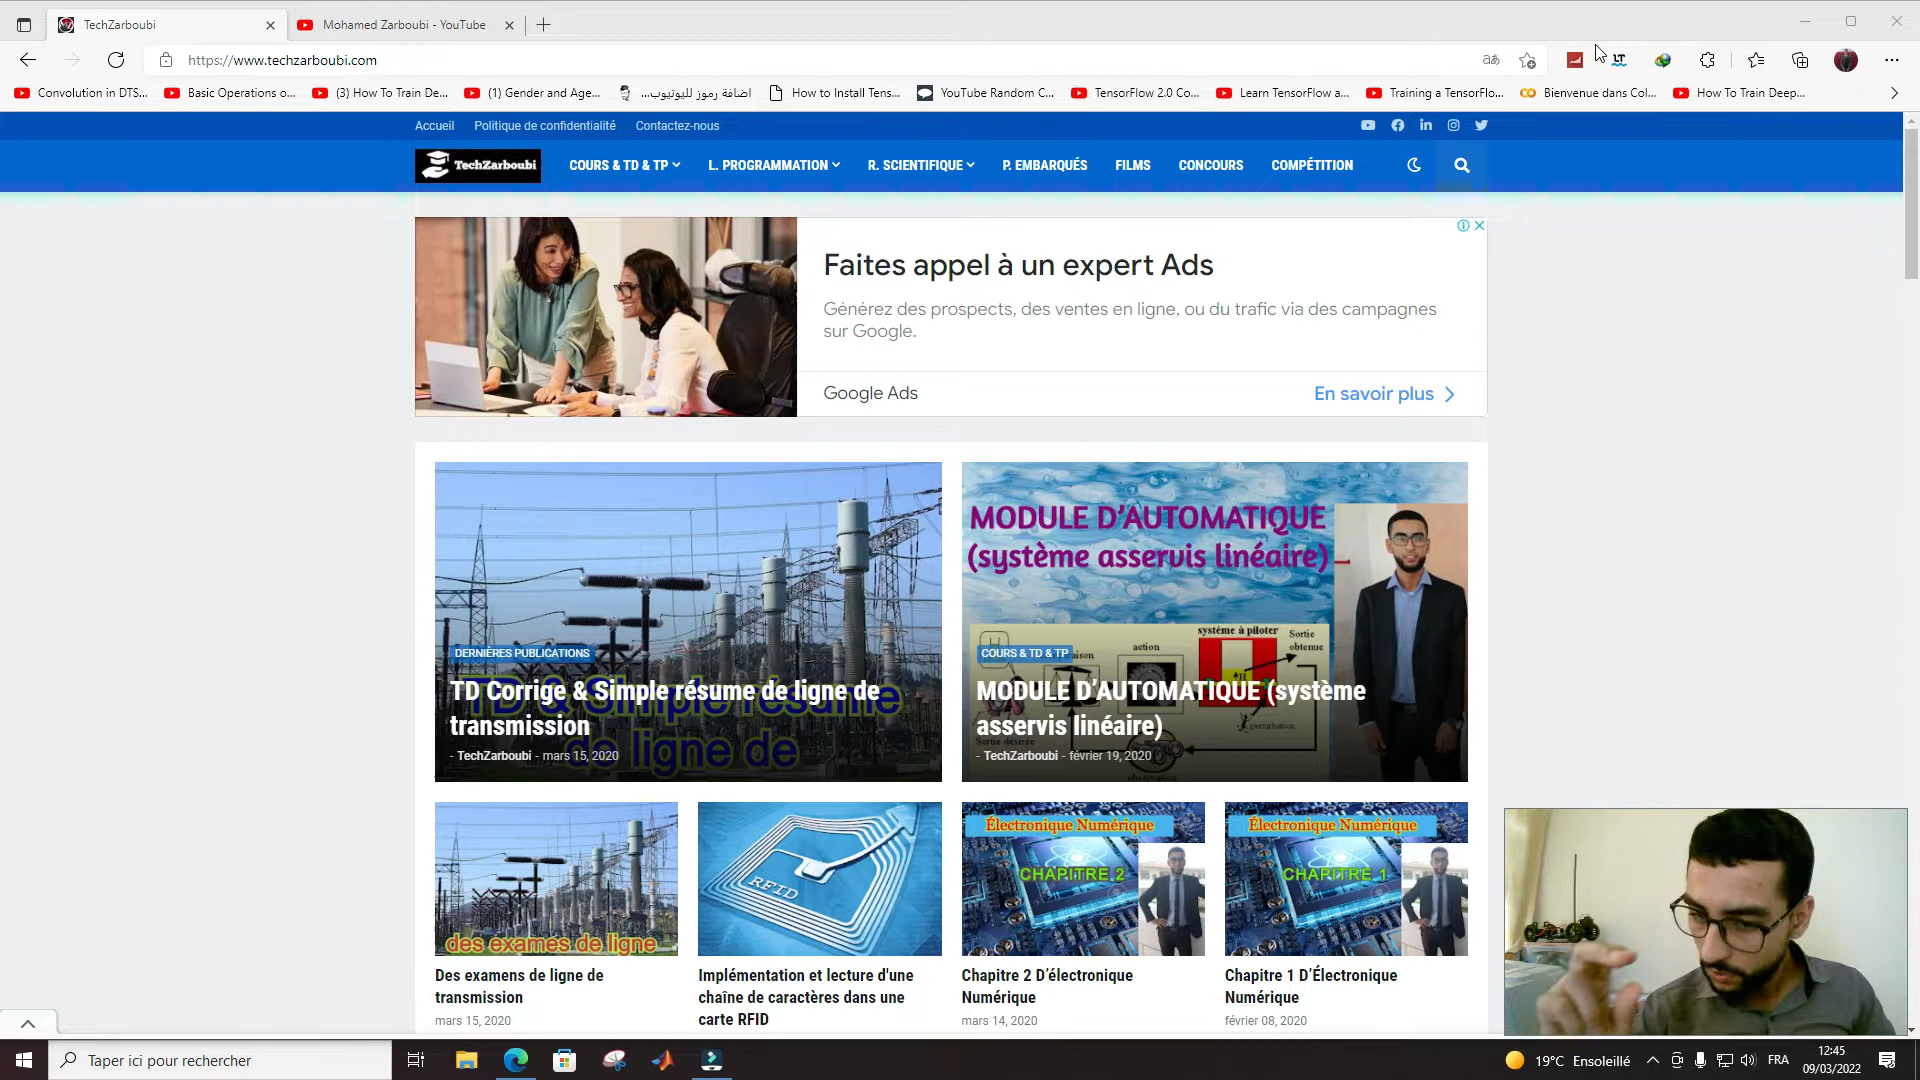 TechZarboubi
Mohamed Zarboubi - YouTube
https://www.techzarboubi.com
Convolution in DTS...
Basic Operations o...
(3) How To Train De...
(1) Gender and Age...
اضافة رموز لليوتيوب...
How to Install Tens...
YouTube Random C...
TensorFlow 2.0 Co...
Learn TensorFlow a...
Training a TensorFlo...
Bienvenue dans Col...
How To Train Deep...
Accueil
Politique de confidentialité
Contactez-nous
TechZarboubi
COURS & TD & TP
L. PROGRAMMATION
R. SCIENTIFIQUE
P. EMBARQUÉS
FILMS
CONCOURS
COMPÉTITION
Faites appel à un expert Ads
Générez des prospects, des ventes en ligne, ou du trafic via des campagnes
sur Google.
Google Ads
En savoir plus
DERNIÈRES PUBLICATIONS
TD Corrige & Simple résume de ligne de
transmission
- TechZarboubi - mars 15, 2020
MODULE D'AUTOMATIQUE
(système asservis linéaire)
système à piloter
Sortie
obtenue
action
perturbation
COURS & TD & TP
MODULE D'AUTOMATIQUE (système
asservis linéaire)
- TechZarboubi - février 19, 2020
des exames de ligne
Des examens de ligne de
transmission
mars 15, 2020
RFID
Implémentation et lecture d'une
chaîne de caractères dans une
carte RFID
Électronique Numérique
CHAPITRE 2
Chapitre 2 D'électronique
Numérique
mars 14, 2020
Électronique Numérique
CHAPITRE 1
Chapitre 1 D'Électronique
Numérique
février 08, 2020
Taper ici pour rechercher
19°C Ensoleillé
FRA
12:45
09/03/2022